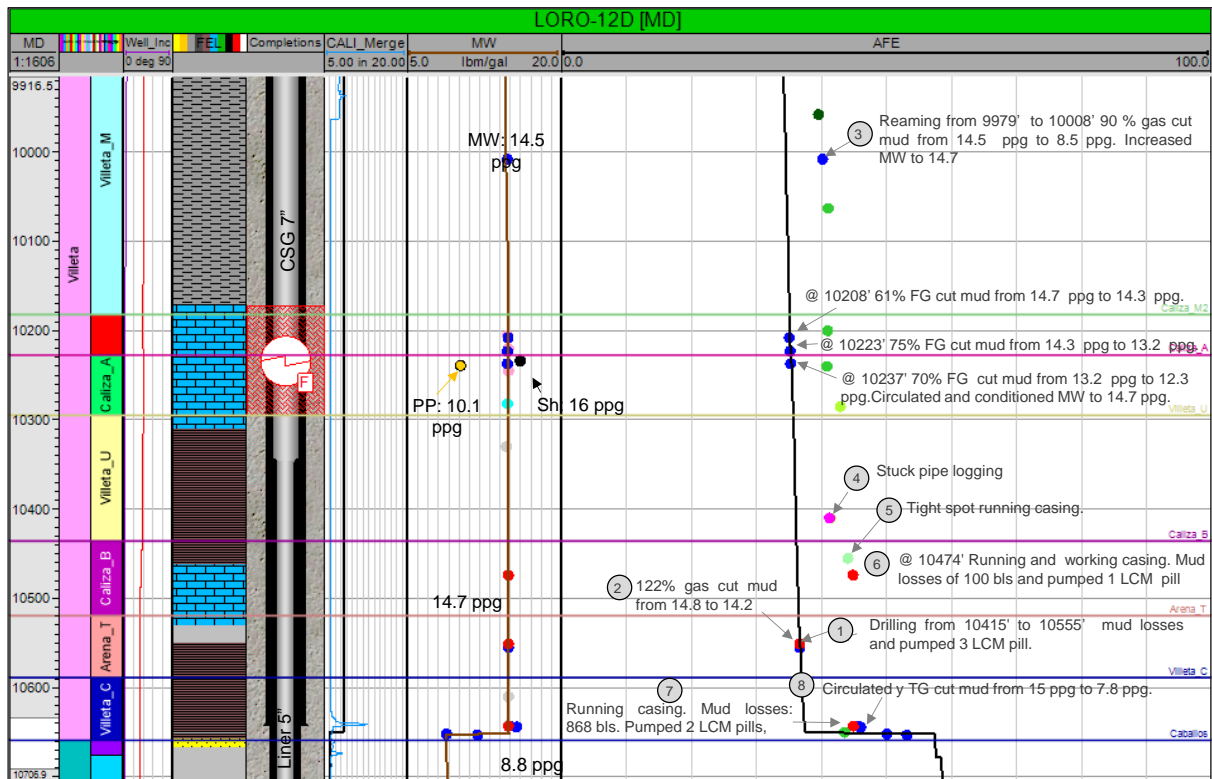 LORO-12D [MD]
MD
Well_Inc
FEL
Completions
CALI_Merge
MW
AFE
1:1606
0 deg 90
5.00 in 20.00
5.0 lbm/gal 20.0
0.0 100.0
9916.5
10000
10100
10200
10300
10400
10500
10600
10706.9
Villeta
Villeta_M
Caliza_A
Villeta_U
Caliza_B
Arena_T
Villeta_C
CSG 7"
Liner 5"
F
MW: 14.5
ppg
PP: 10.1
ppg
Sh: 16 ppg
14.7 ppg
8.8 ppg
3 Reaming from 9979' to 10008' 90 % gas cut
mud from 14.5 ppg to 8.5 ppg. Increased
MW to 14.7
@ 10208' 61% FG cut mud from 14.7 ppg to 14.3 ppg.
Caliza_M2
@ 10223' 75% FG cut mud from 14.3 ppg to 13.2 ppg.
@ 10237' 70% FG cut mud from 13.2 ppg to 12.3
ppg.Circulated and conditioned MW to 14.7 ppg.
Villeta_U
4 Stuck pipe logging
5 Tight spot running casing.
Caliza_B
6 @ 10474' Running and working casing. Mud
losses of 100 bls and pumped 1 LCM pill
2 122% gas cut mud
from 14.8 to 14.2
Arena_T
1 Drilling from 10415' to 10555' mud losses
and pumped 3 LCM pill.
Villeta_C
8 Circulated y TG cut mud from 15 ppg to 7.8 ppg.
7
Running casing. Mud losses:
868 bls. Pumped 2 LCM pills,
Caballos